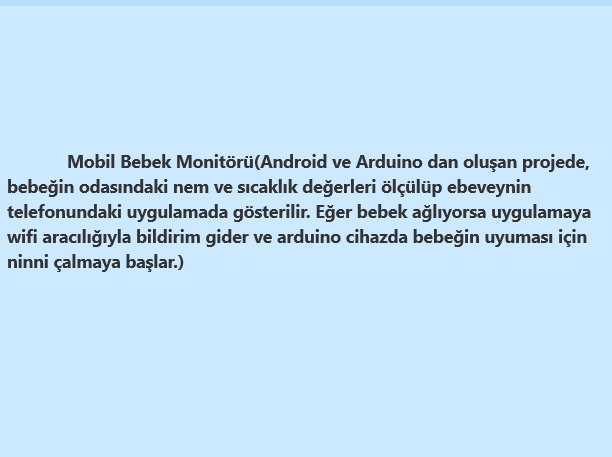 Mobil Bebek Monitörü(Android ve Arduino dan oluşan projede,
bebeğin odasındaki nem ve sıcaklık değerleri ölçülüp ebeveynin
telefonundaki uygulamada gösterilir. Eğer bebek ağlıyorsa uygulamaya
wifi aracılığıyla bildirim gider ve arduino cihazda bebeğin uyuması için
ninni çalmaya başlar.)